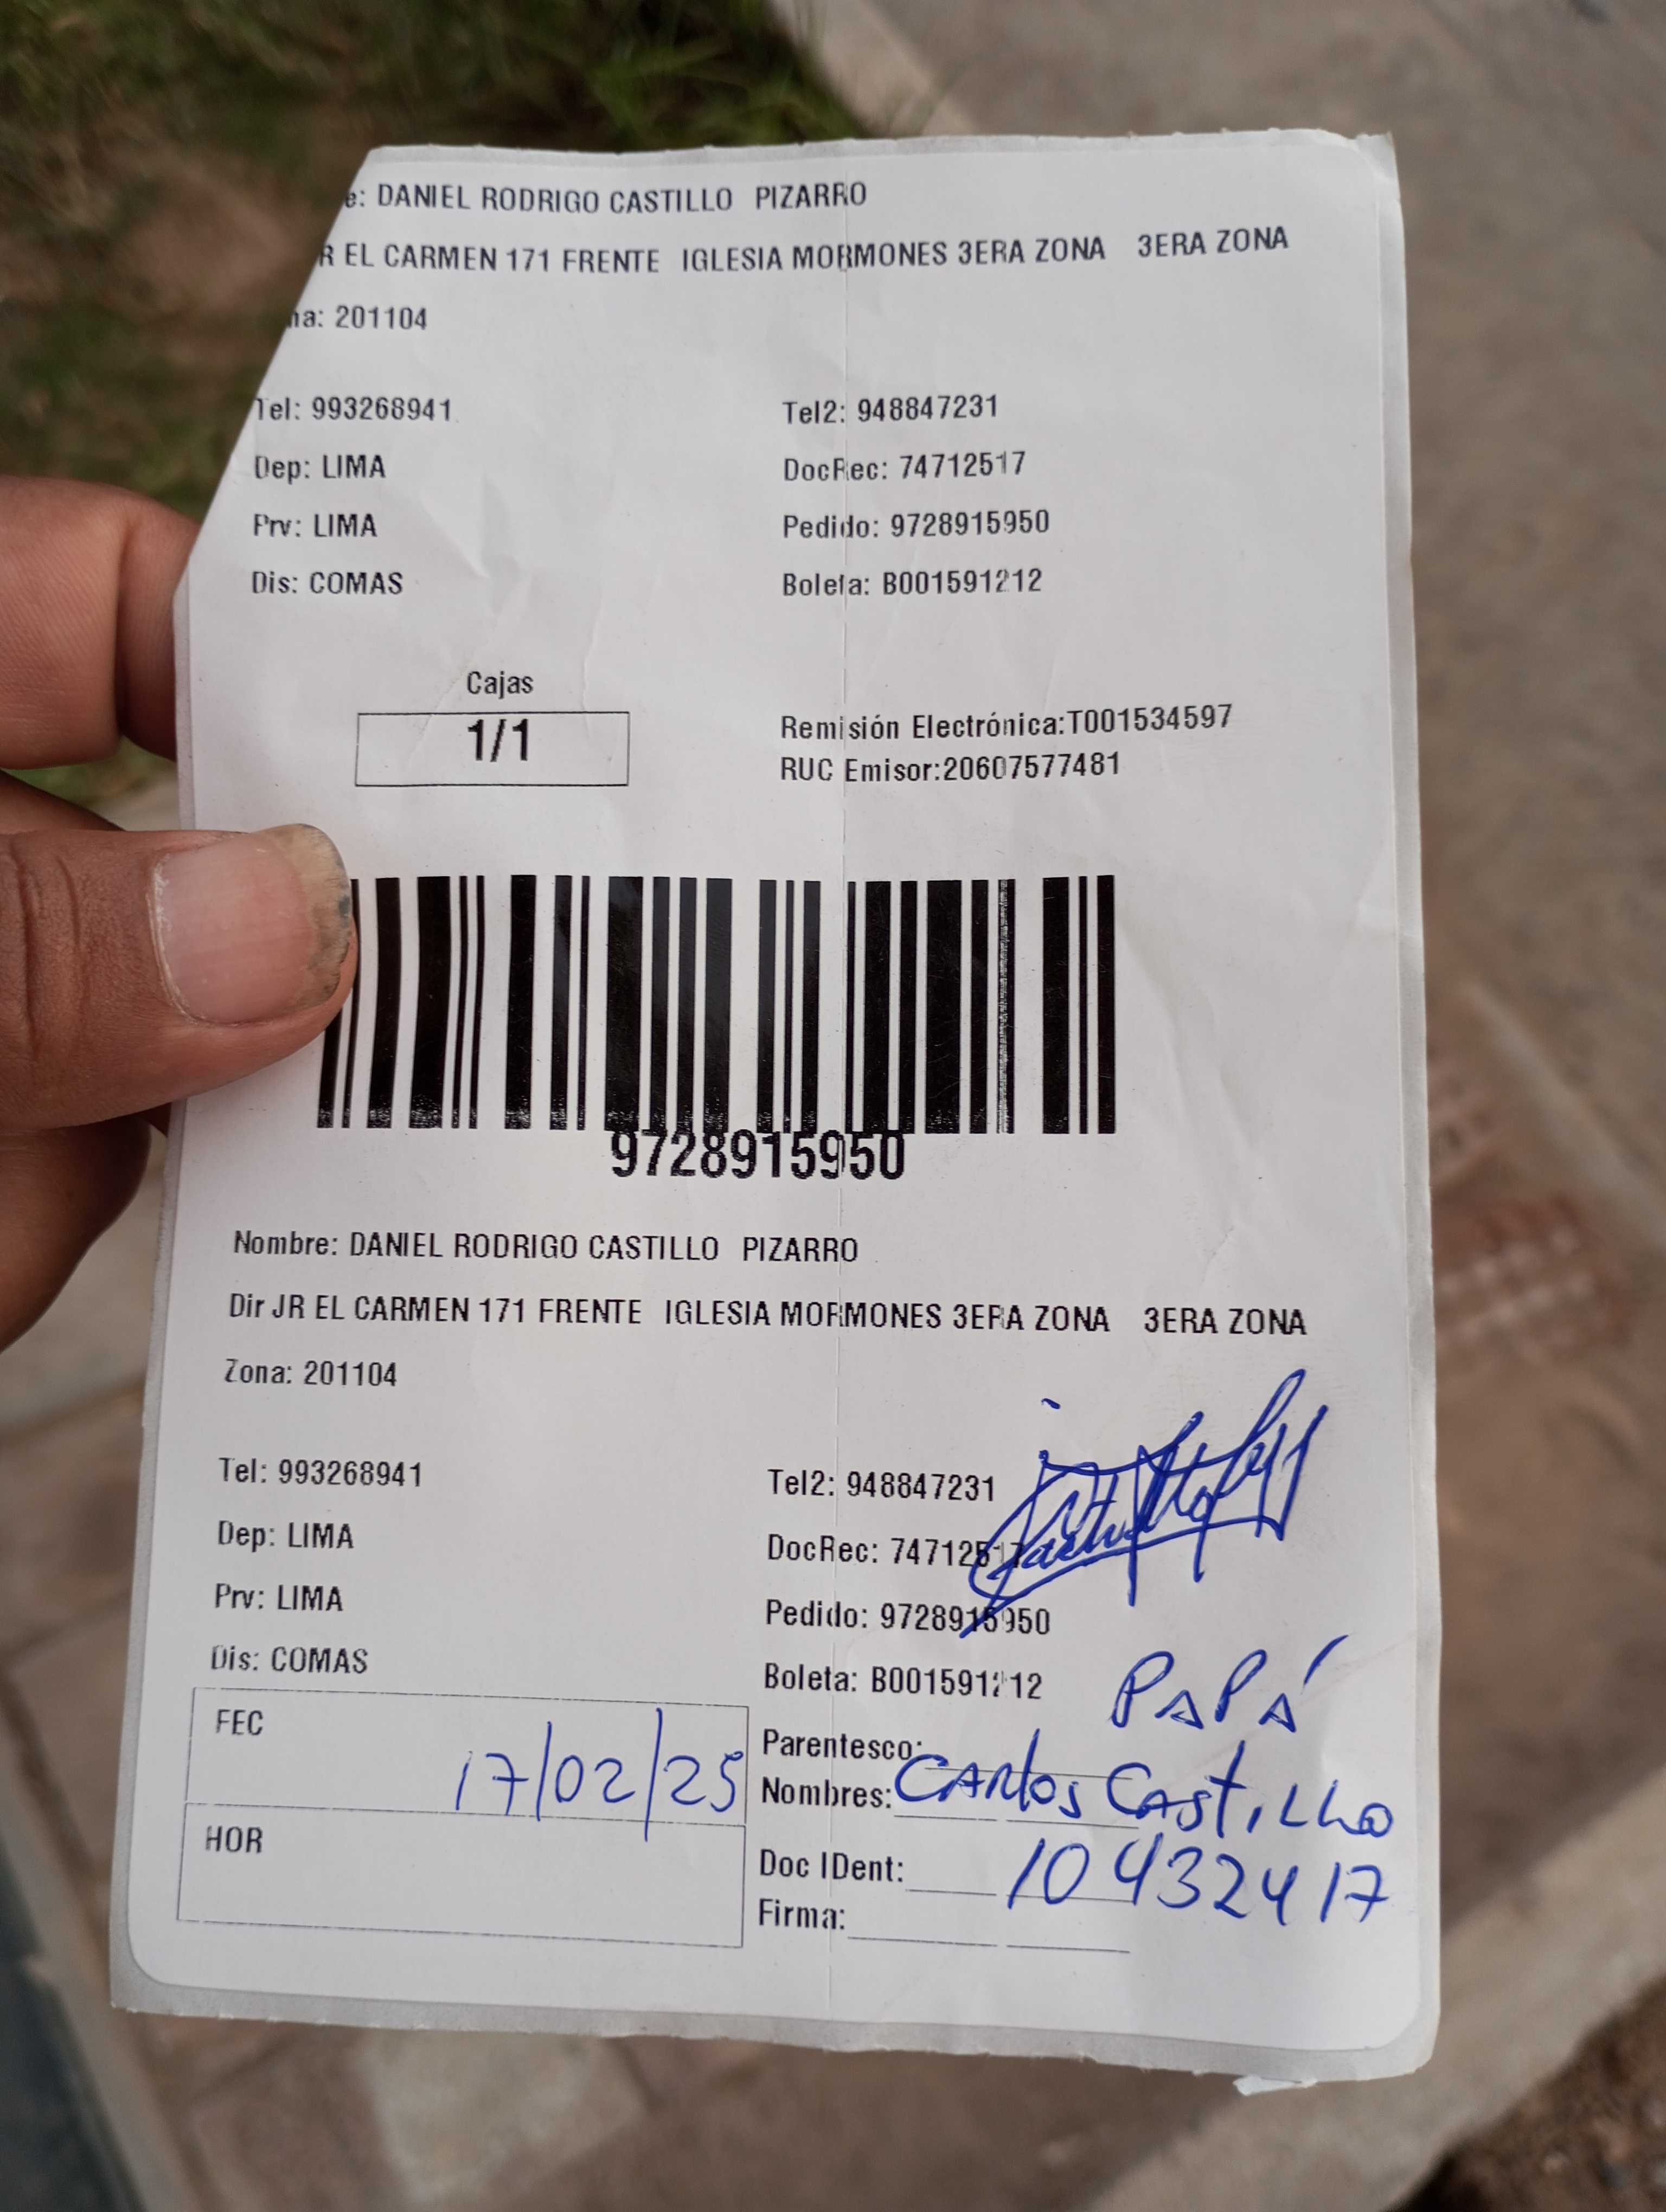 e: DANIEL RODRIGO CASTILLO PIZARRO
R EL CARMEN 171 FRENTE IGLESIA MORMONES 3ERA ZONA 3ERA ZONA
na: 201104
Tel: 993268941 Tel2: 948847231
Dep: LIMA DocRec: 74712517
Prv: LIMA Pedido: 9728915950
Dis: COMAS Boleta: B001591212
Cajas
1/1
Remisión Electrónica:T001534597
RUC Emisor:20607577481
9728915950
Nombre: DANIEL RODRIGO CASTILLO PIZARRO
Dir JR EL CARMEN 171 FRENTE IGLESIA MORMONES 3ERA ZONA 3ERA ZONA
Zona: 201104
Tel: 993268941 Tel2: 948847231
Dep: LIMA DocRec: 74712517
Prv: LIMA Pedido: 9728915950
Dis: COMAS Boleta: B001591212
FEC 17/02/25
Parentesco: PAPÁ
Nombres: CARLOS CASTILLO
HOR
Doc IDent: 10432417
Firma: